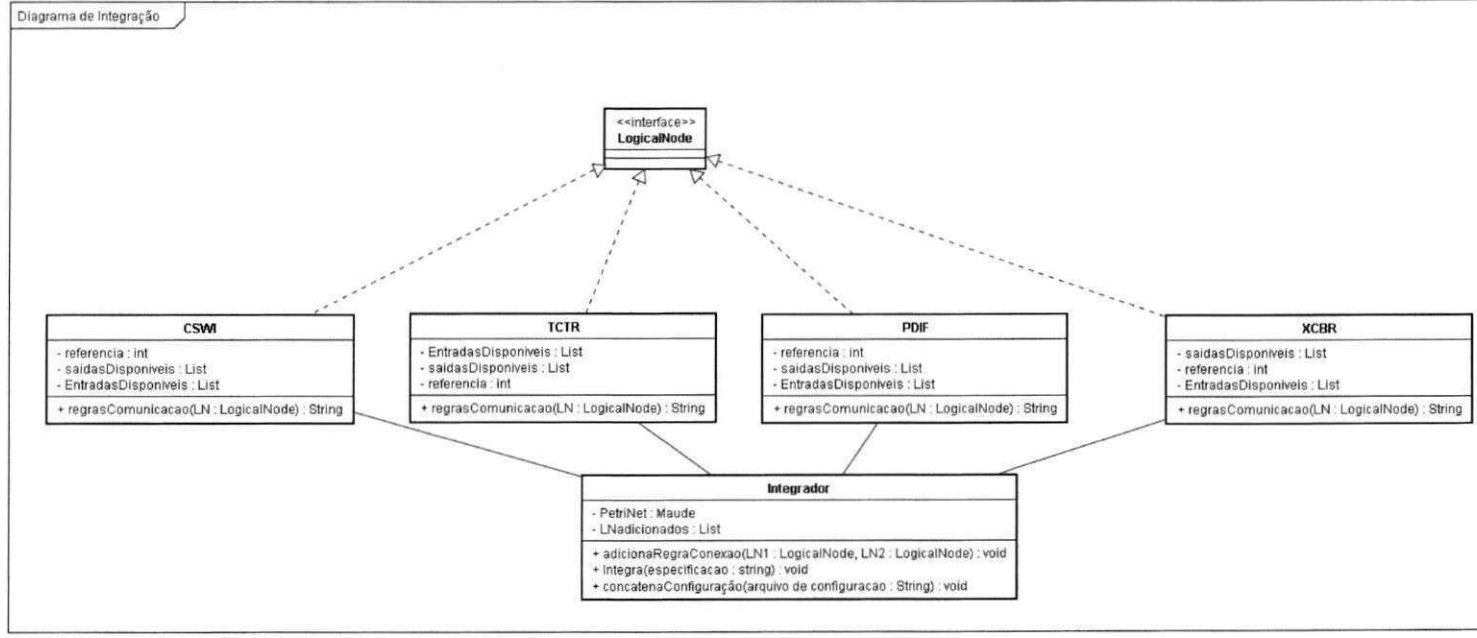 Diagrama de Integração
<<interface>>
LogicalNode
CSWI
- referencia : int
- saidasDisponiveis : List
- EntradasDisponiveis : List
+ regrasComunicacao(LN : LogicalNode) : String
TCTR
- EntradasDisponiveis : List
- saidasDisponiveis : List
- referencia : int
+ regrasComunicacao(LN : LogicalNode) : String
PDIF
- referencia : int
- saidasDisponiveis : List
- EntradasDisponiveis : List
+ regrasComunicacao(LN : LogicalNode) : String
XCBR
- saidasDisponiveis : List
- referencia : int
- EntradasDisponiveis : List
+ regrasComunicacao(LN : LogicalNode) : String
Integrador
- PetriNet : Maude
- LNadicionados : List
+ adicionaRegraConexao(LN1 : LogicalNode, LN2 : LogicalNode) : void
+ Integra(especificacao : string) : void
+ concatenaConfiguração(arquivo de configuracao : String) : void